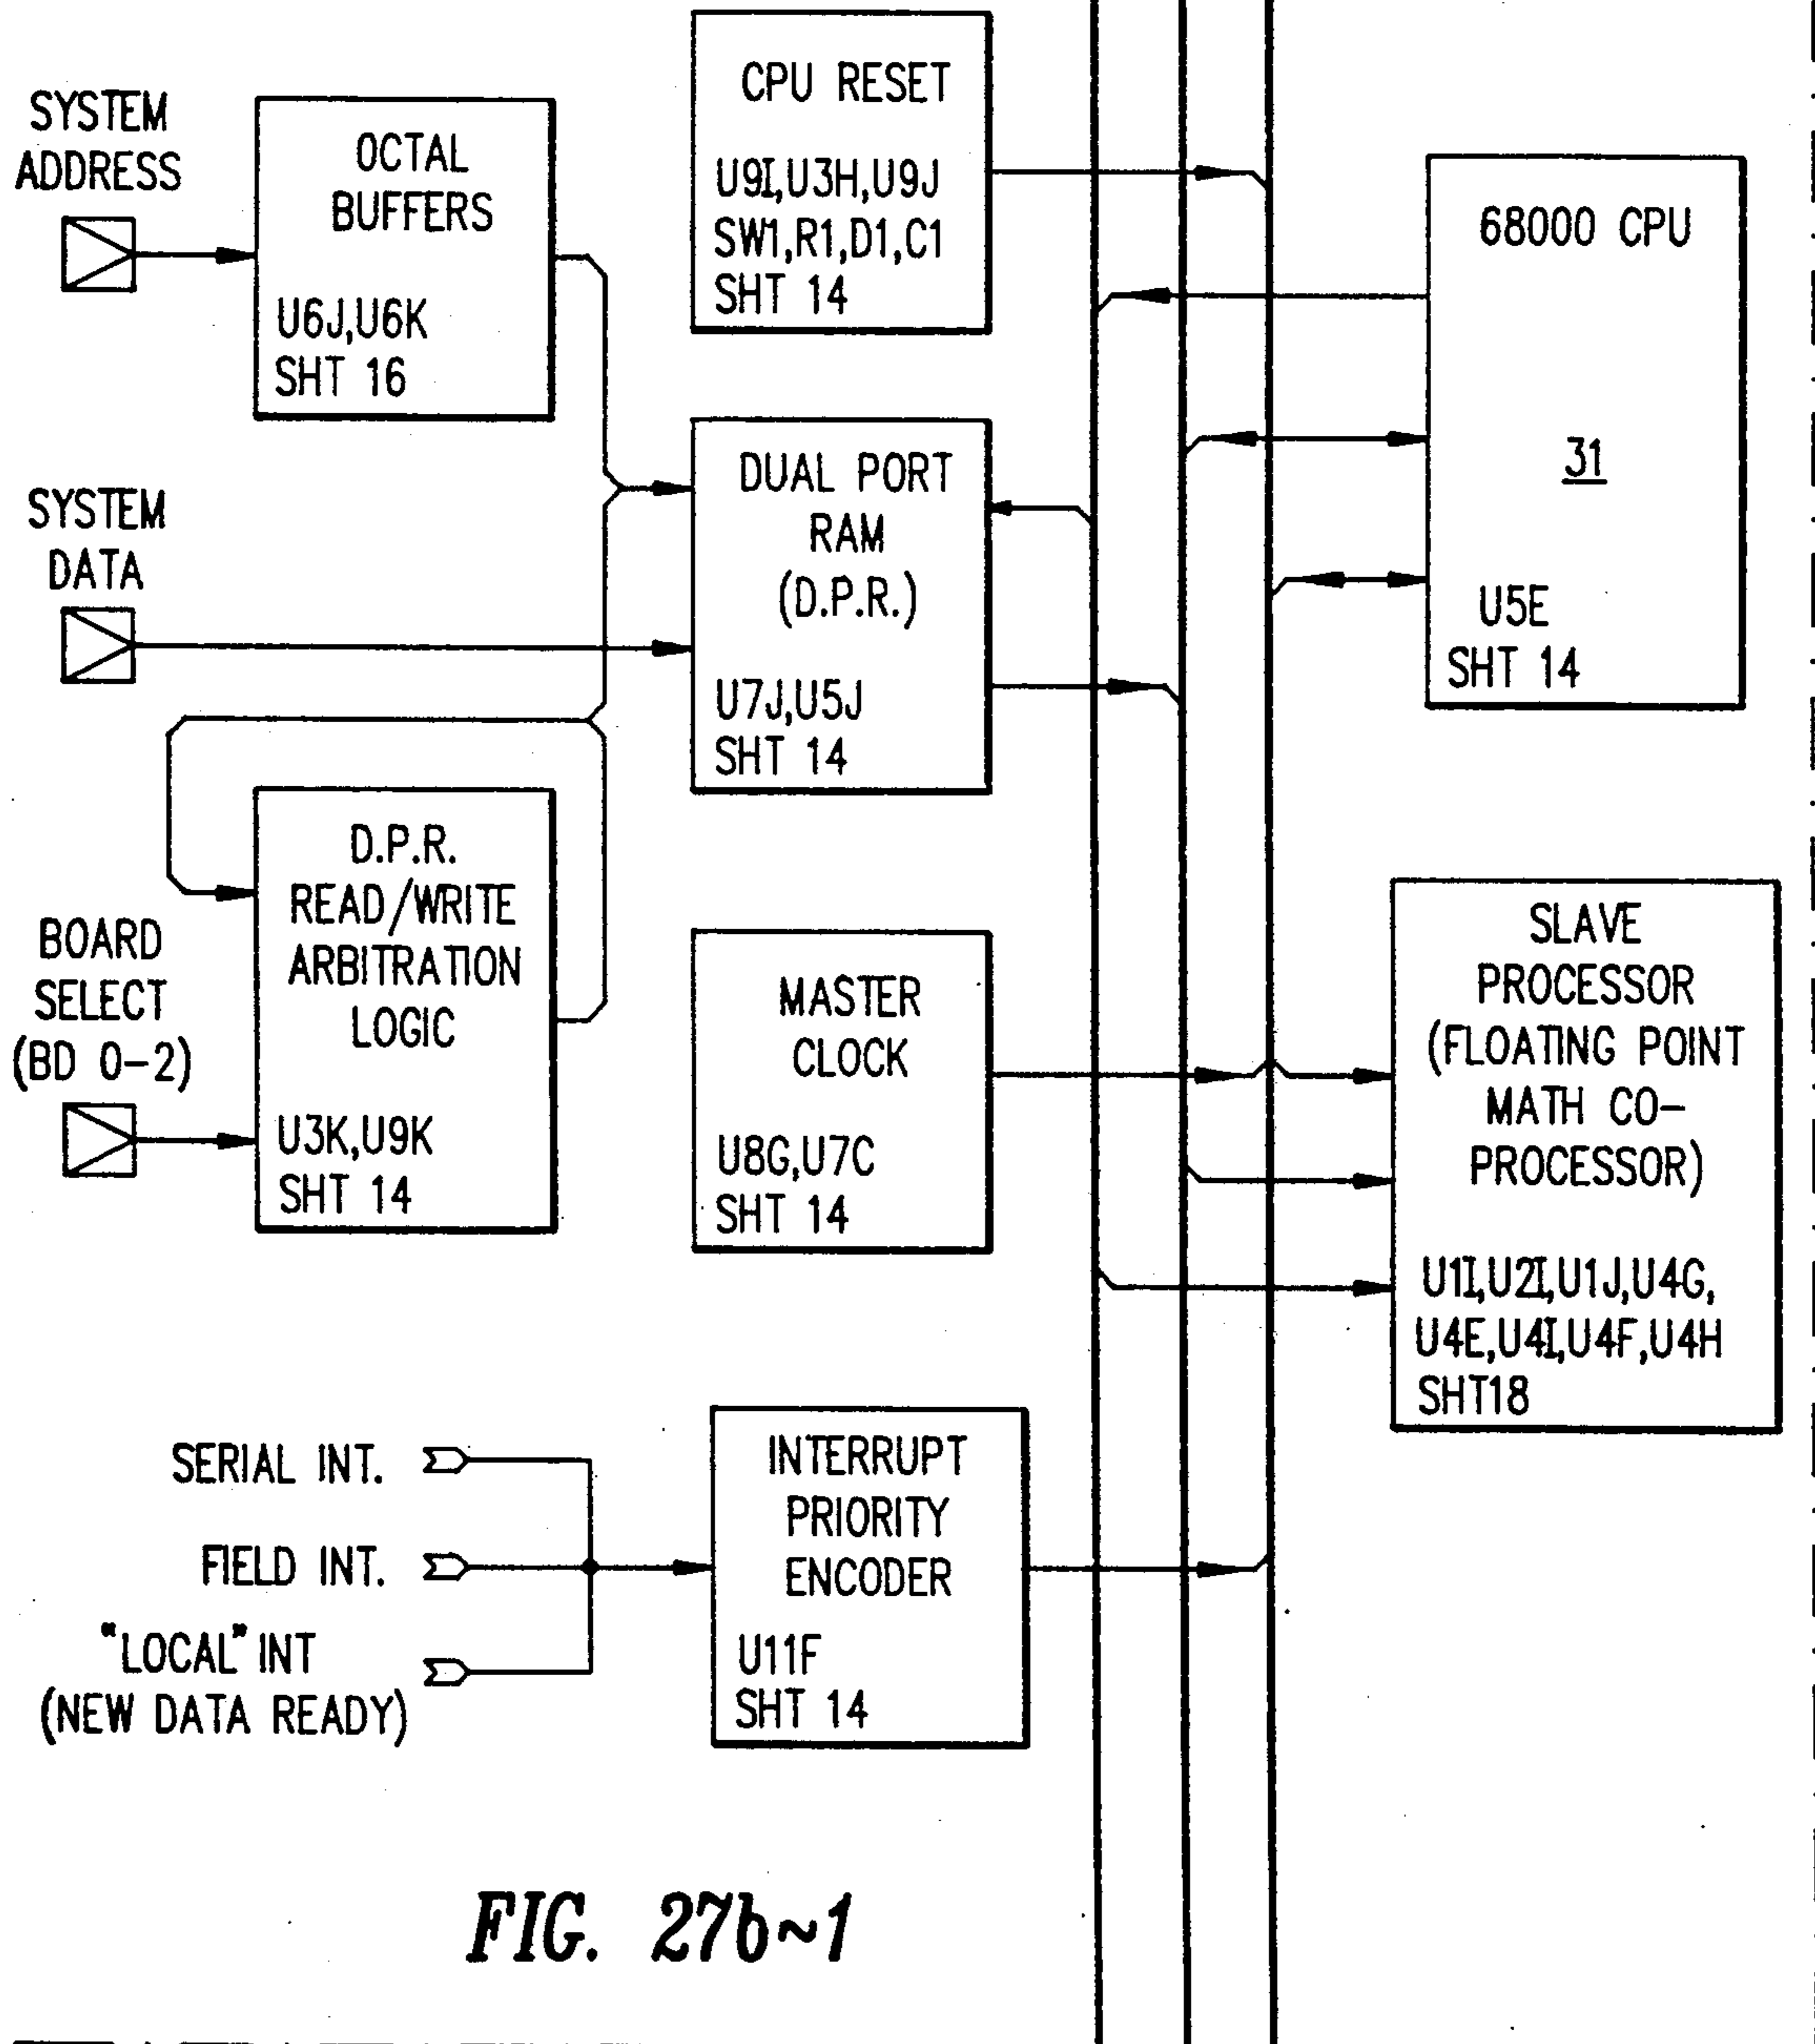 SYSTEM
ADDRESS
OCTAL
BUFFERS
U6J,U6K
SHT 16
CPU RESET
U9I,U3H,U9J
SW1,R1,D1,C1
SHT 14
68000 CPU
31
U5E
SHT 14
SYSTEM
DATA
DUAL PORT
RAM
(D.P.R.)
U7J,U5J
SHT 14
BOARD
SELECT
(BD 0-2)
D.P.R.
READ/WRITE
ARBITRATION
LOGIC
U3K,U9K
SHT 14
MASTER
CLOCK
U8G,U7C
SHT 14
SLAVE
PROCESSOR
(FLOATING POINT
MATH CO-
PROCESSOR)
U1I,U2I,U1J,U4G,
U4E,U4I,U4F,U4H
SHT18
SERIAL INT.
FIELD INT.
"LOCAL" INT
(NEW DATA READY)
INTERRUPT
PRIORITY
ENCODER
U11F
SHT 14
FIG. 27b~1